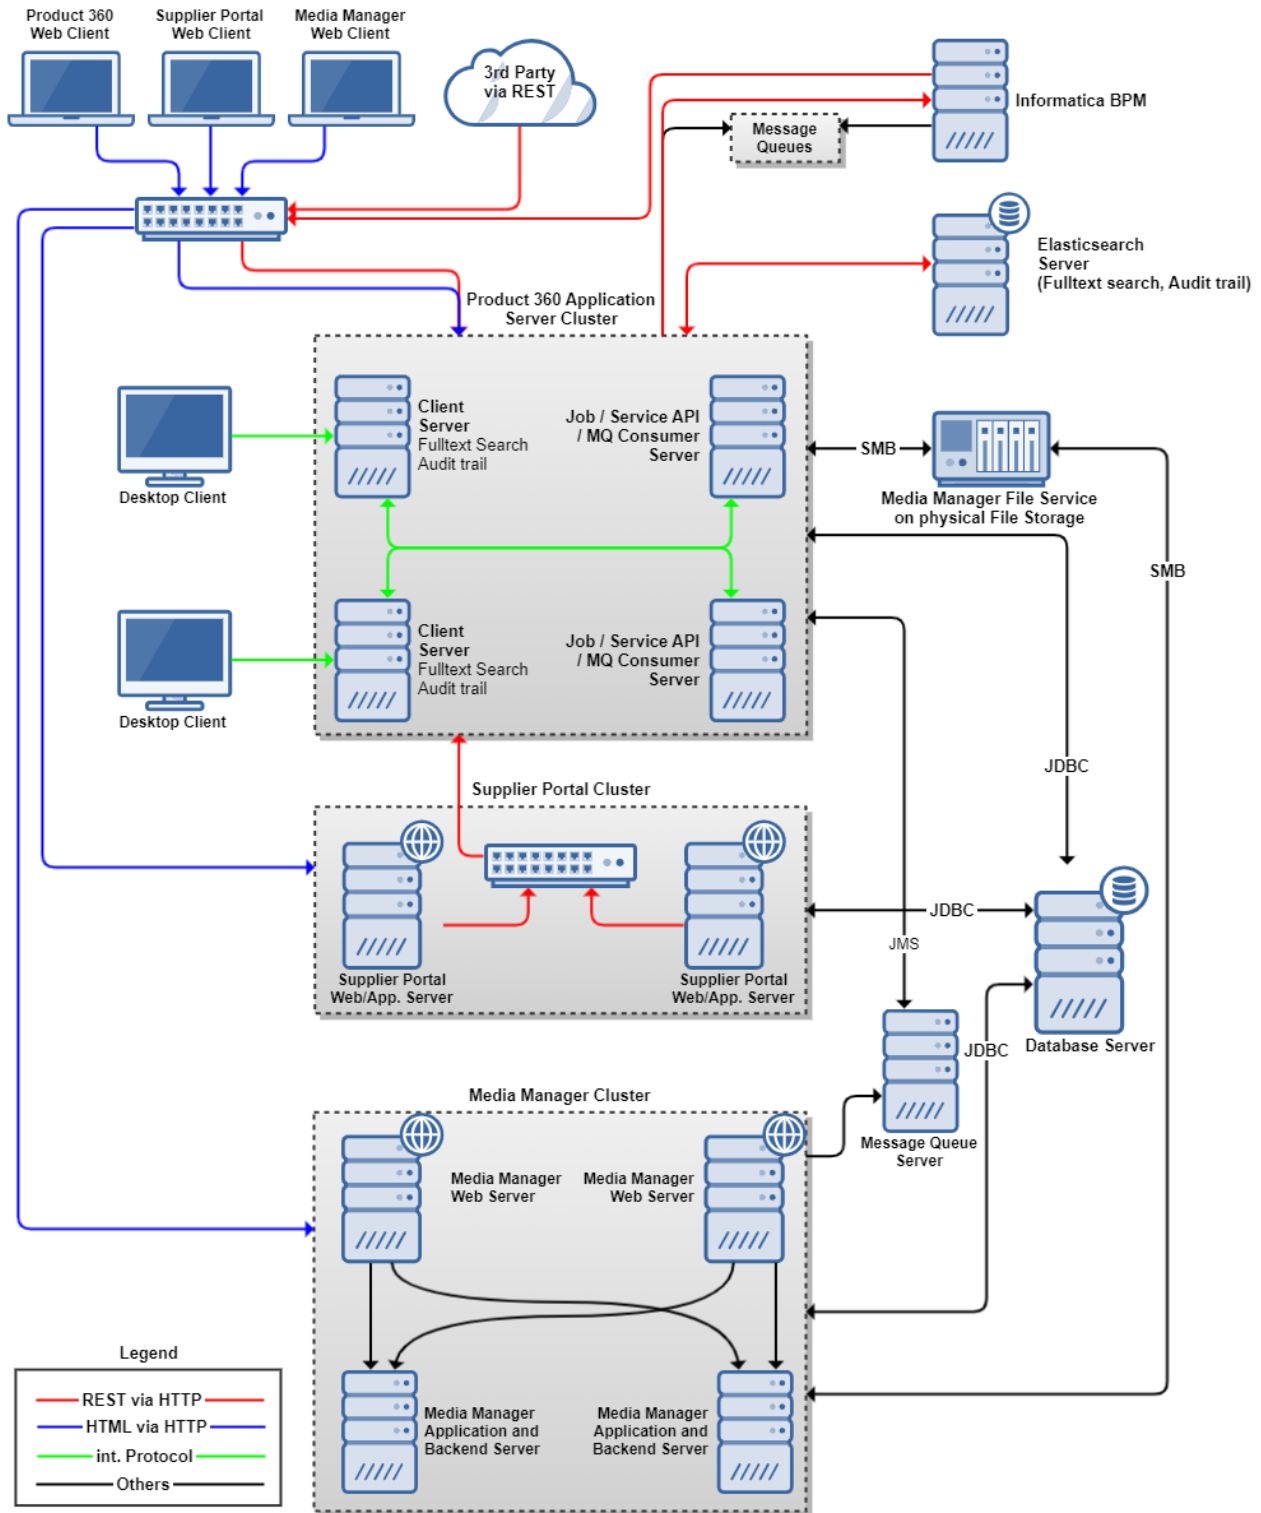 Product 360
Web Client
Supplier Portal
Web Client
Media Manager
Web Client
3rd Party
via REST
Informatica BPM
Message
Queues
Elasticsearch
Server
(Fulltext search, Audit trail)
Product 360 Application
Server Cluster
Client
Server
Fulltext Search
Audit trail
Job / Service API
/ MQ Consumer
Server
Desktop Client
SMB
Media Manager File Service
on physical File Storage
SMB
Client
Server
Fulltext Search
Audit trail
Job / Service API
/ MQ Consumer
Server
Desktop Client
JDBC
Supplier Portal Cluster
Supplier Portal
Web/App. Server
Supplier Portal
Web/App. Server
JDBC
JMS
Database Server
JDBC
Media Manager Cluster
Message Queue
Server
Media Manager
Web Server
Media Manager
Web Server
Media Manager
Application and
Backend Server
Media Manager
Application and
Backend Server
Legend
REST via HTTP
HTML via HTTP
int. Protocol
Others